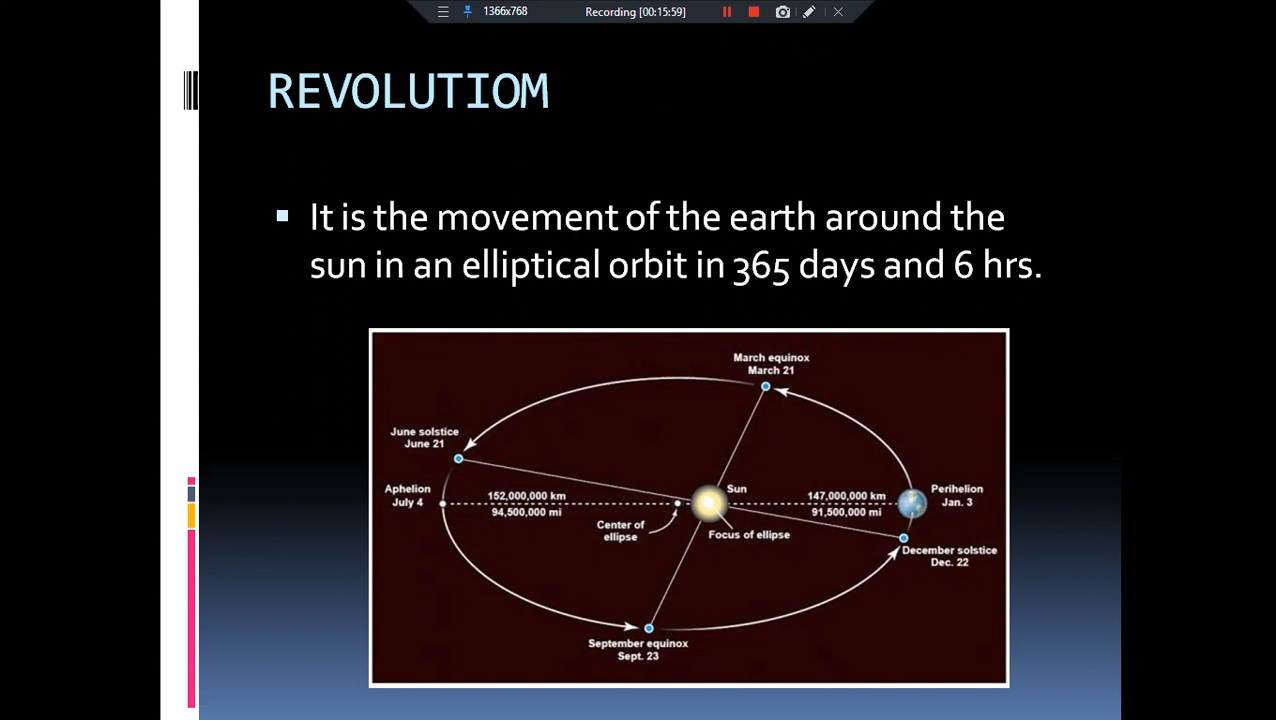 1366x768 Recording [00:15:59]
REVOLUTIOM
It is the movement of the earth around the
sun in an elliptical orbit in 365 days and 6 hrs.
March equinox
March 21
June solstice
June 21
Aphelion
July 4
152,000,000 km
94,500,000 mi
Center of
ellipse
Sun
Focus of ellipse
147,000,000 km
91,500,000 mi
Perihelion
Jan. 3
December solstice
Dec. 22
September equinox
Sept. 23